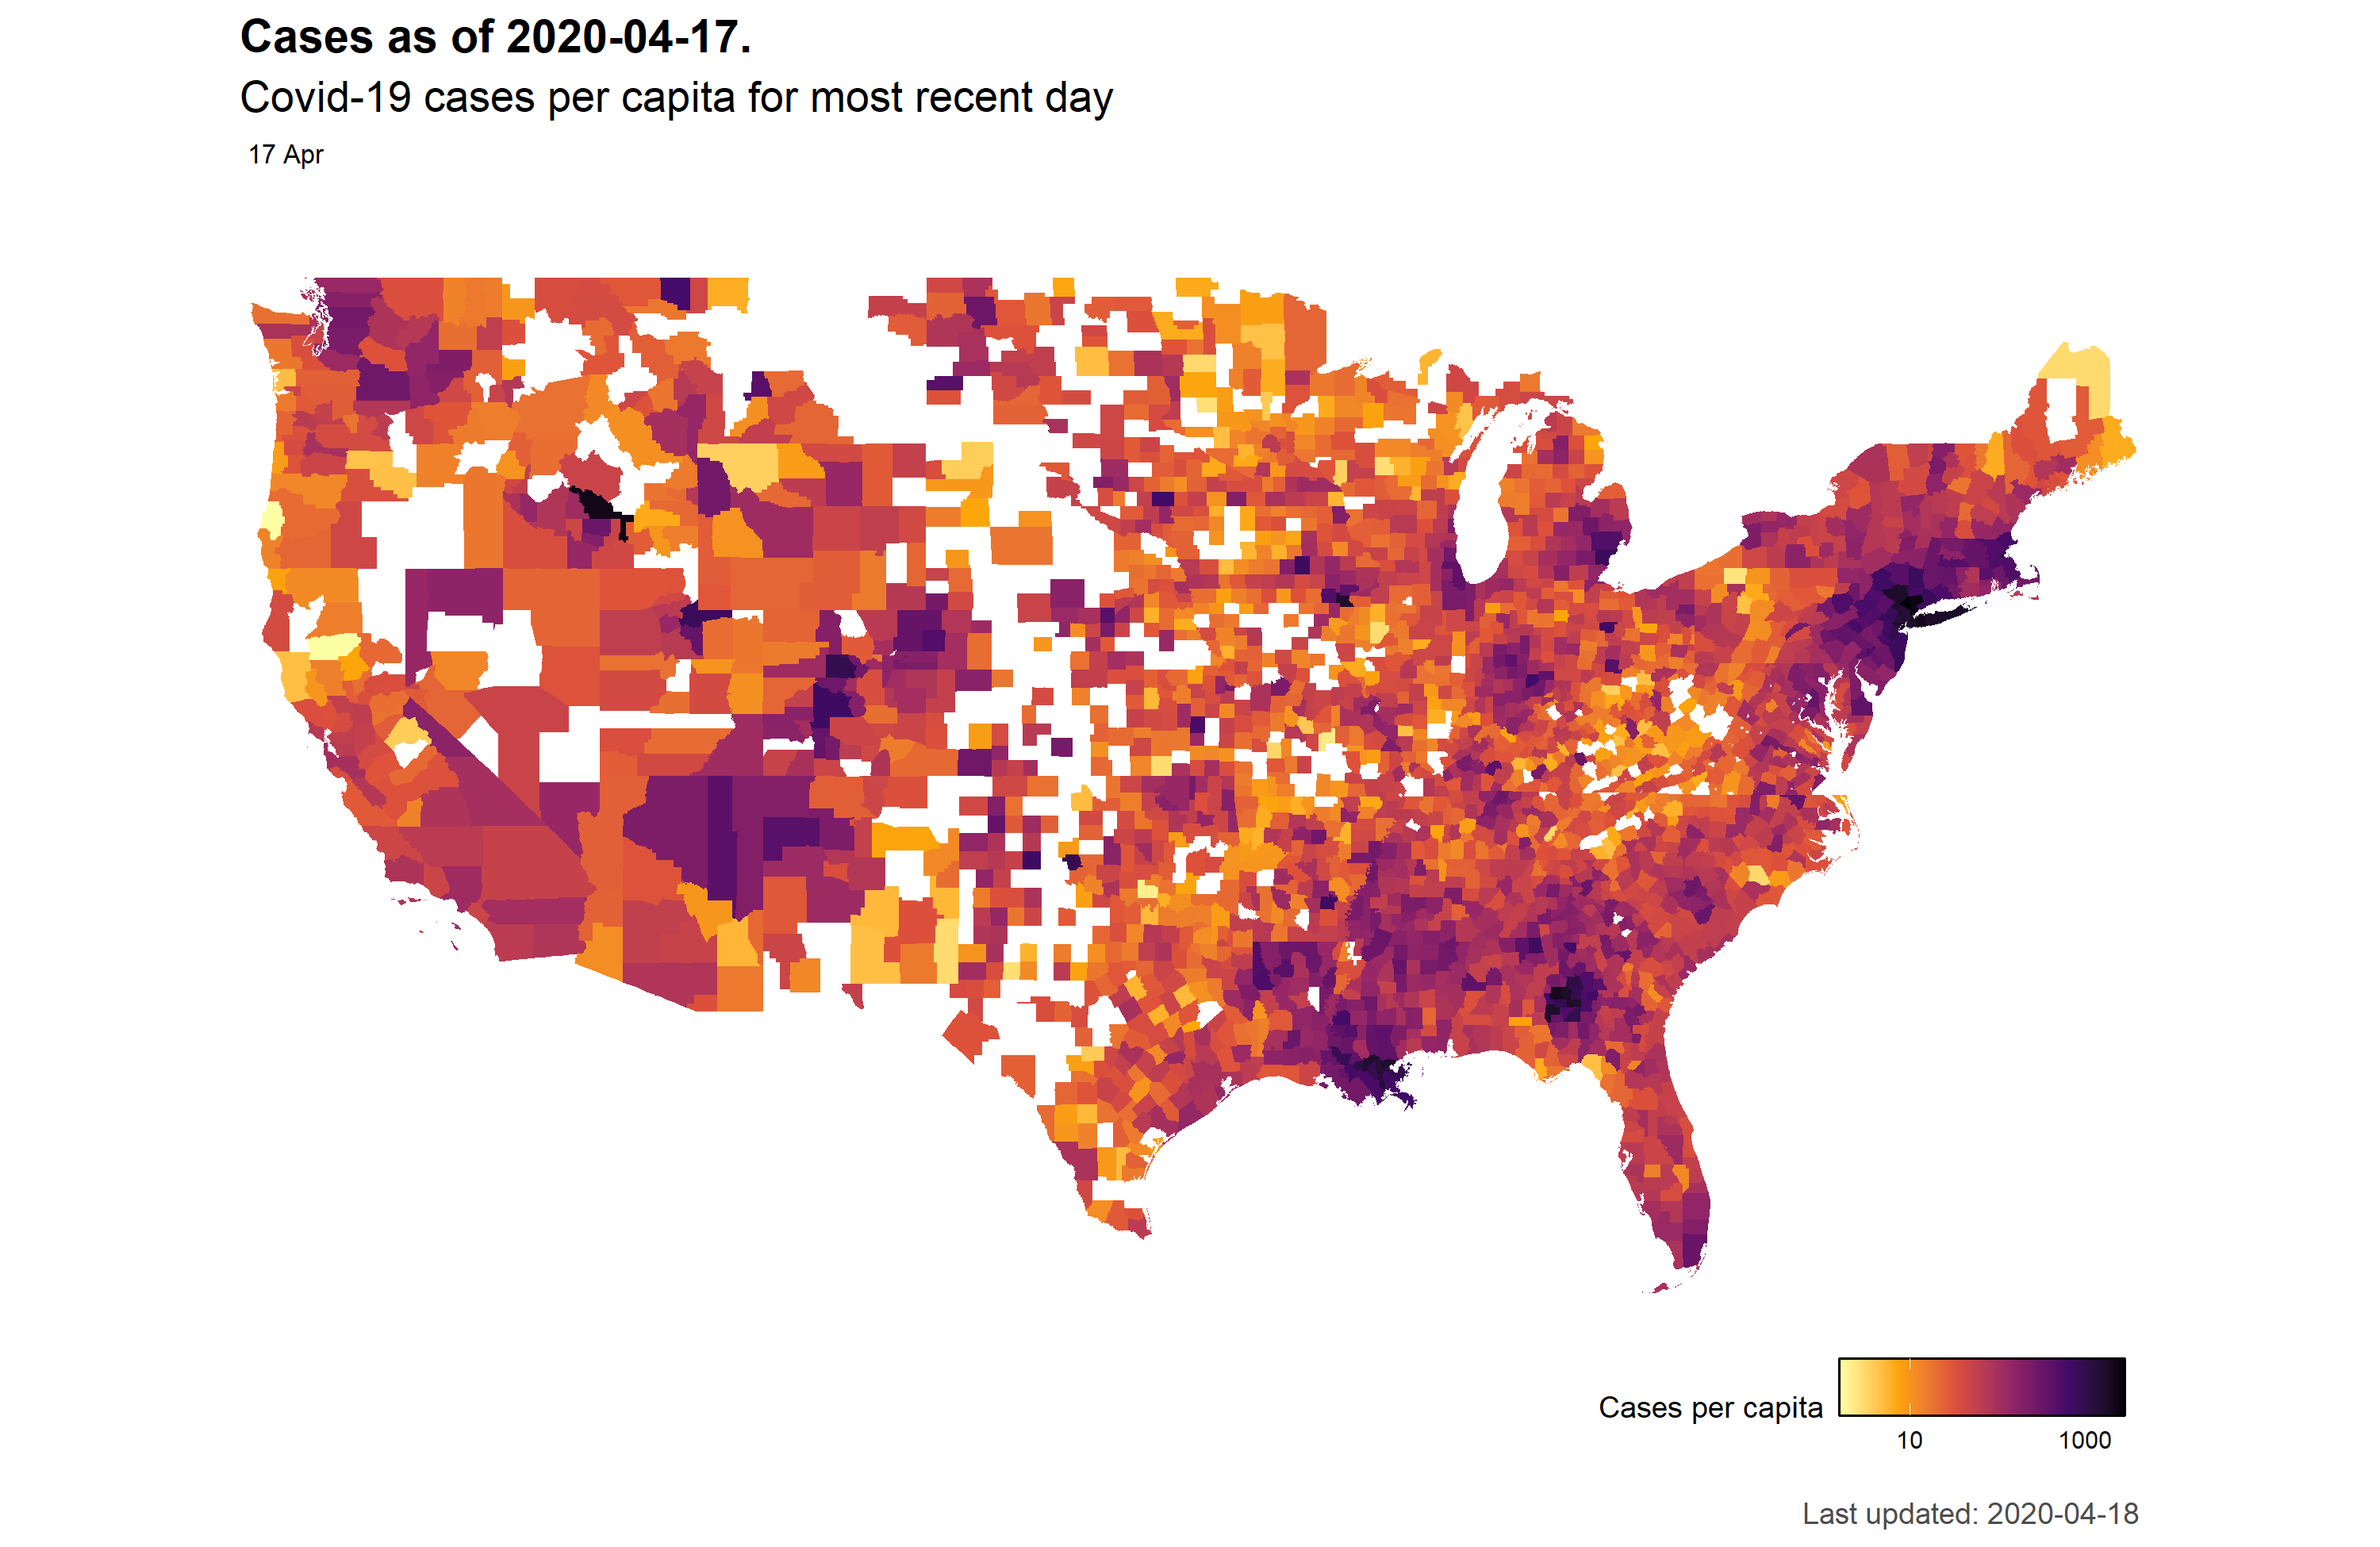 Cases as of 2020-04-17.
Covid-19 cases per capita for most recent day
17 Apr
Cases per capita
10 1000
Last updated: 2020-04-18